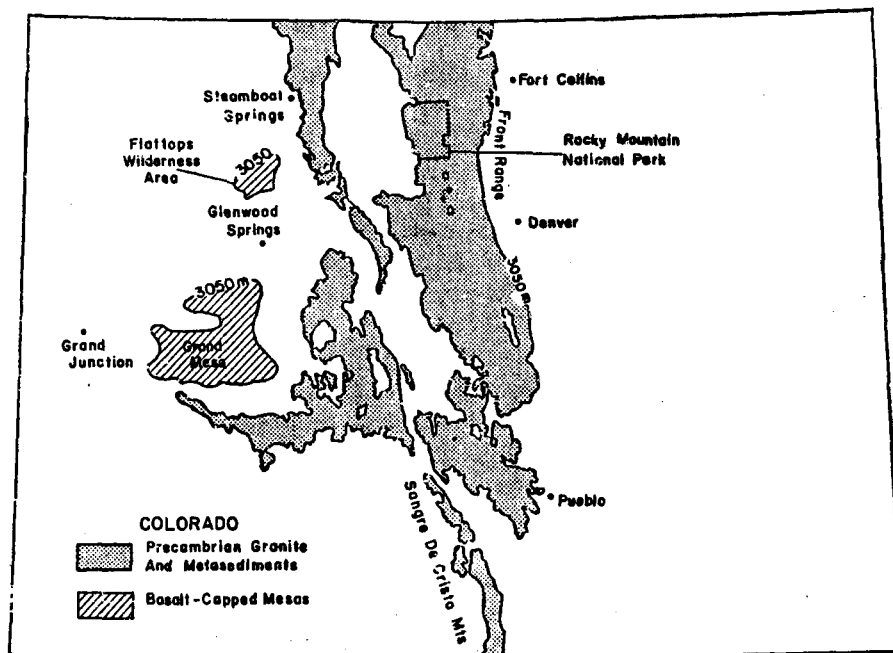 Fort Collins
Steamboat
Springs
Front Range
Rocky Mountain
National Park
Flattops
Wilderness
Area
3050
Glenwood
Springs
Denver
3050m
3050m
Grand
Junction
Grand
Mesa
Pueblo
Sangre De Cristo Mts
COLORADO
Precambrian Granite
And Metasediments
Basalt-Capped Mesas